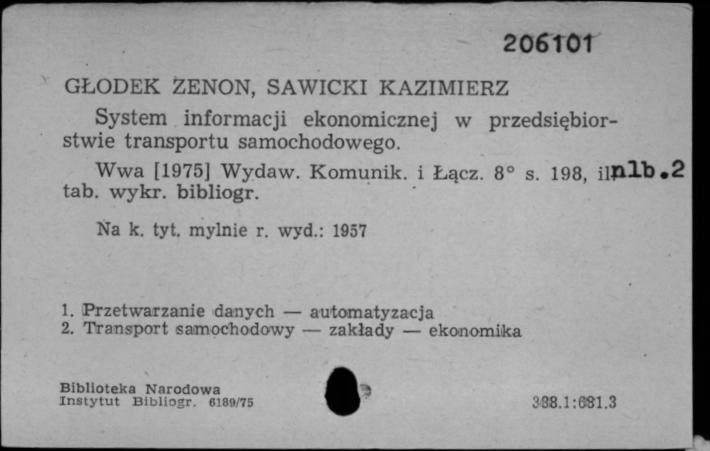 206101
GŁODEK ZENON, SAWICKI KAZIMIERZ
System informacji ekonomicznej w przedsiębior-
stwie transportu samochodowego.
Wwa [1975] Wydaw. Komunik. i Łącz. 8° s. 198, nlb.2
tab. wykr. bibliogr.
Na k. tyt. mylnie r. wyd.: 1957
1. Przetwarzanie danych — automatyzacja
2. Transport samochodowy — zakłady — ekonomika
Biblioteka Narodowa
Instytut Bibliogr. 6189/75
388.1:681.3